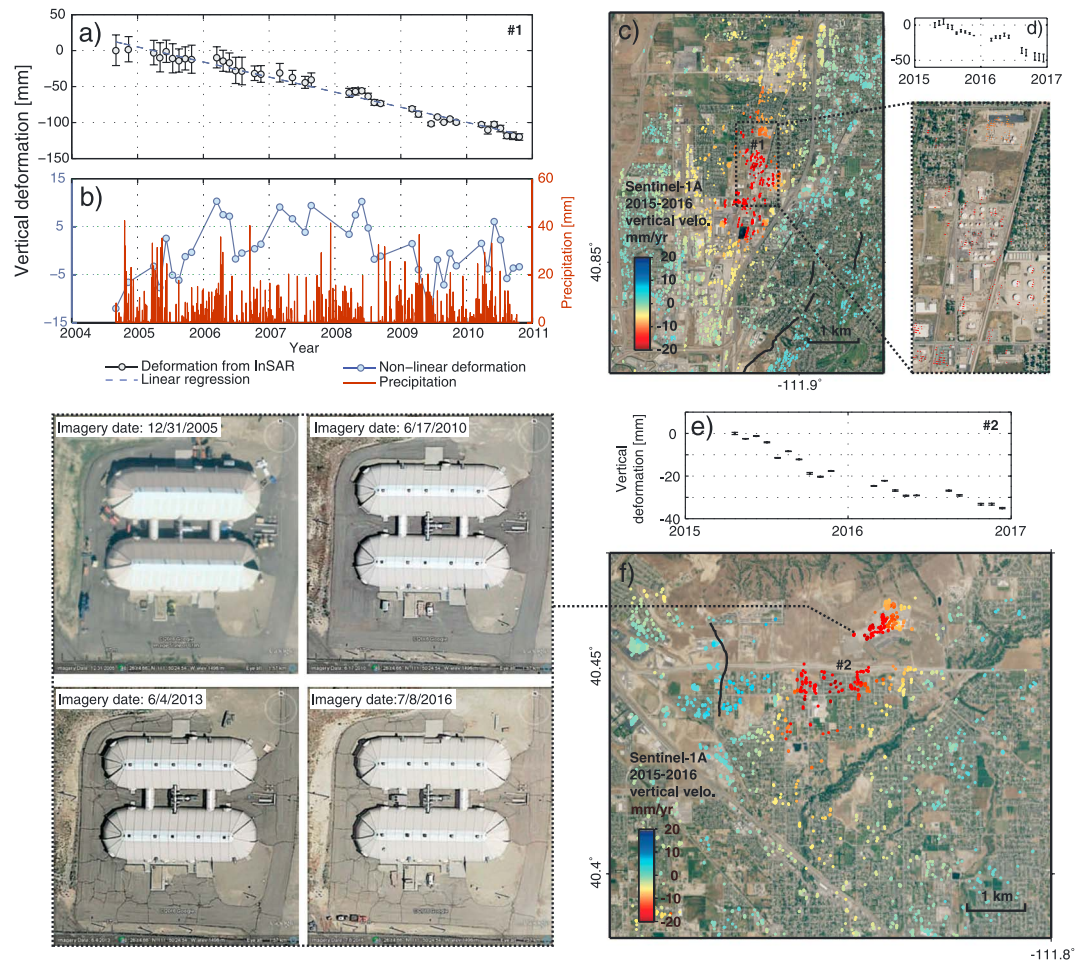 a)
#1
50
0
−50
−100
−150
Vertical deformation [mm]
b)
15
5
−5
−15
60
40
20
0
Precipitation [mm]
2004
2005
2006
2007
2008
2009
2010
2011
Year
Deformation from InSAR
Linear regression
Non−linear deformation
Precipitation
c)
#1
Sentinel-1A
2015-2016
vertical velo.
mm/yr
20
10
0
-10
-20
1 km
40.85°
-111.9°
d)
0
−50
2015
2016
2017
Imagery date: 12/31/2005
Imagery date: 6/17/2010
Imagery date: 6/4/2013
Imagery date:7/8/2016
e)
#2
Vertical
deformation [mm]
0
−20
−40
2015
2016
2017
f)
#2
Sentinel-1A
2015-2016
vertical velo.
mm/yr
20
10
0
-10
-20
1 km
40.45°
40.4°
-111.8°